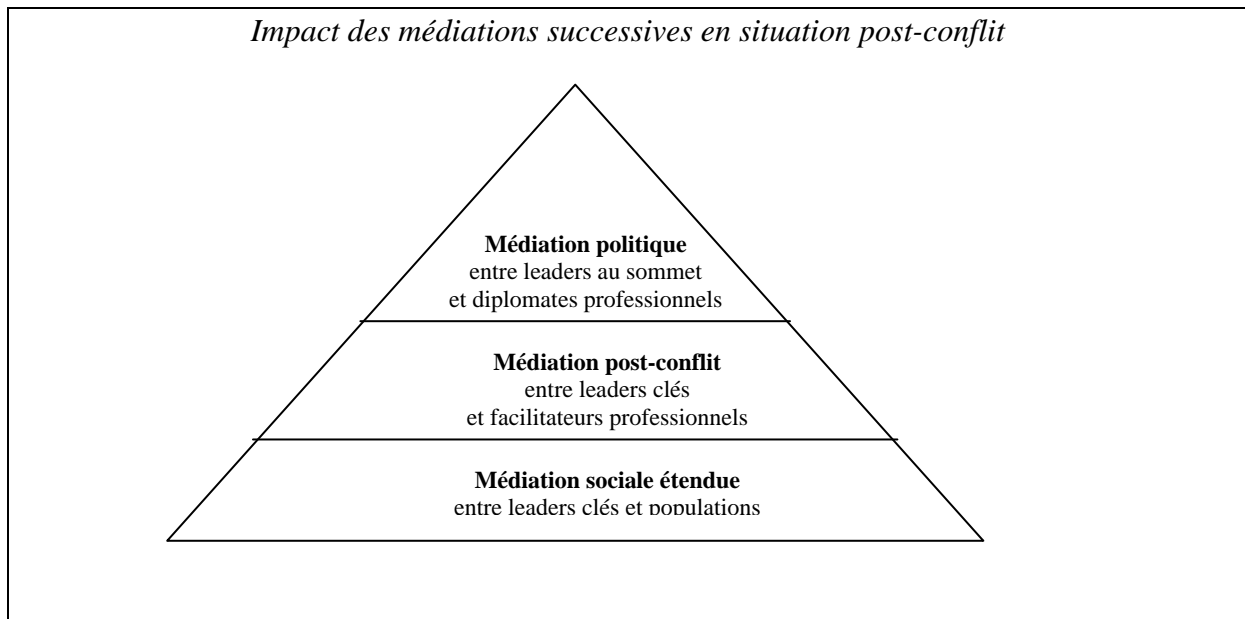 Impact des médiations successives en situation post-conflit
Médiation politique
entre leaders au sommet
et diplomates professionnels
Médiation post-conflit
entre leaders clés
et facilitateurs professionnels
Médiation sociale étendue
entre leaders clés et populations